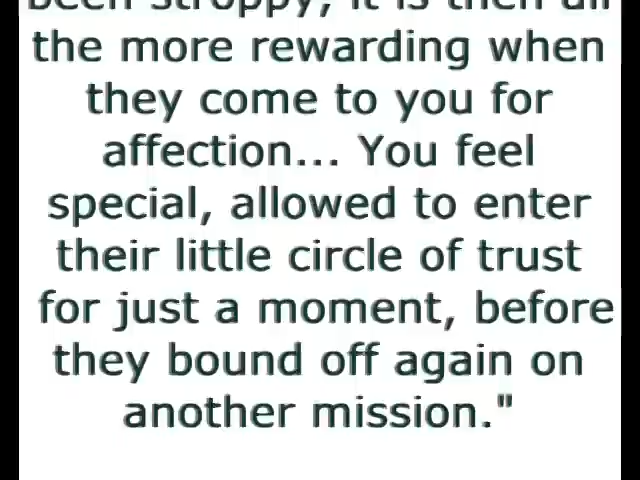 been stroppy, it is then all
the more rewarding when
they come to you for
affection... You feel
special, allowed to enter
their little circle of trust
for just a moment, before
they bound off again on
another mission."